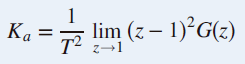 K_a = \frac{1}{T^2} \lim_{z \to 1} (z - 1)^2 G(z)